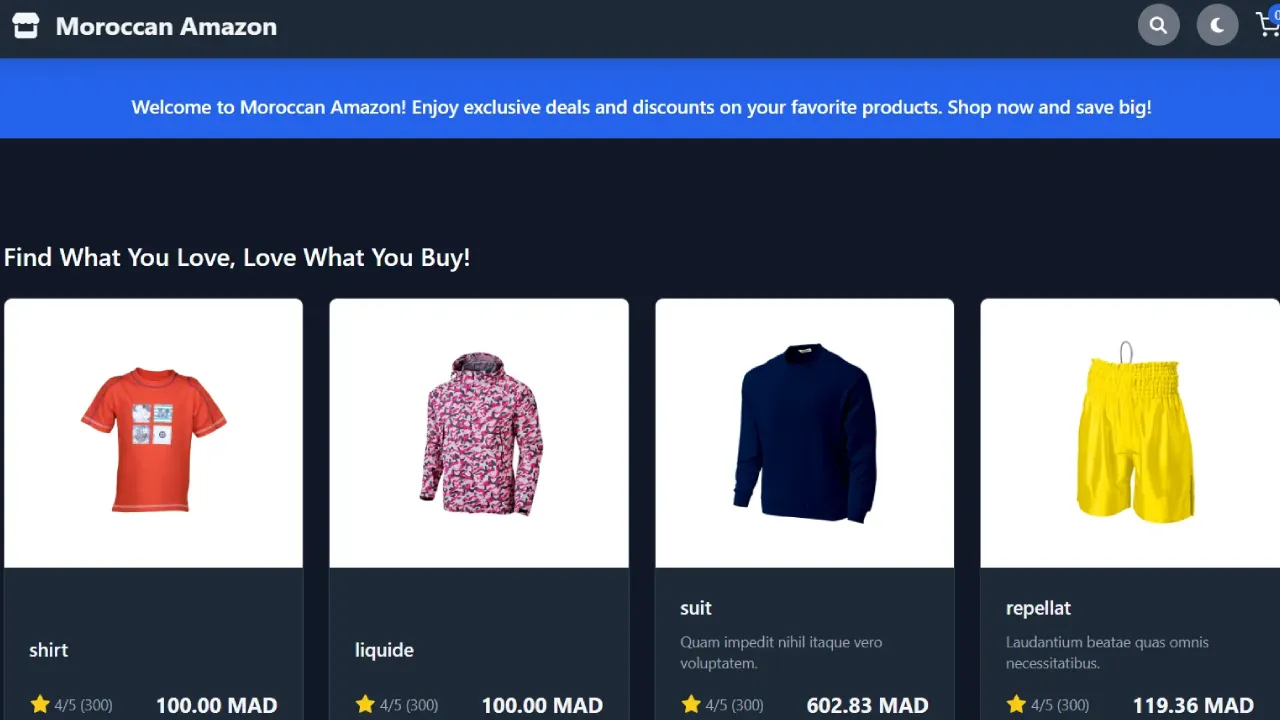 Moroccan Amazon
0
Welcome to Moroccan Amazon! Enjoy exclusive deals and discounts on your favorite products. Shop now and save big!
Find What You Love, Love What You Buy!
shirt
4/5 (300) 100.00 MAD
liquide
4/5 (300) 100.00 MAD
suit
Quam impedit nihil itaque vero
voluptatem.
4/5 (300) 602.83 MAD
repellat
Laudantium beatae quas omnis
necessitatibus.
4/5 (300) 119.36 MAD